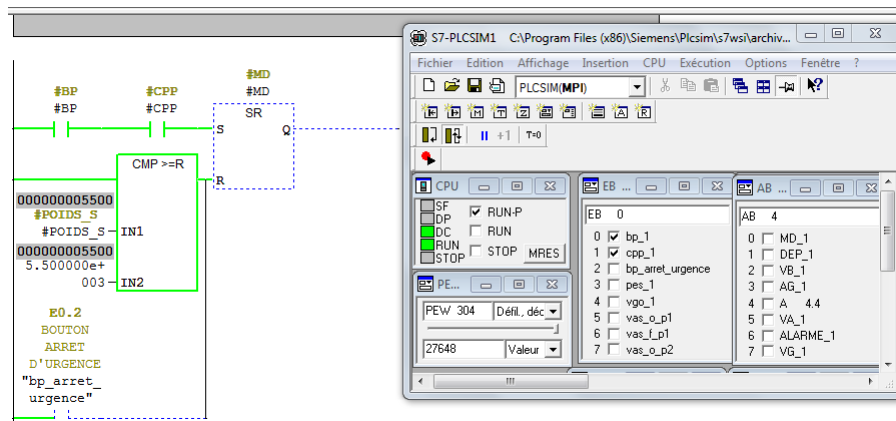 #BP
#BP
#CPP
#CPP
#MD
#MD
SR
S
Q
R
CMP >=R
000000005500
#POIDS_S
#POIDS_S
IN1
000000005500
5.500000e+
003
IN2
E0.2
BOUTON
ARRET
D'URGENCE
"bp_arret_
urgence"
S7-PLCSIM1 C:\Program Files (x86)\Siemens\Plcsim\s7wsi\archiv...
Fichier Edition Affichage Insertion CPU Exécution Options Fenêtre ?
PLCSIM(MPI)
+1 T=0
CPU
SF
DP
DC
RUN
STOP
RUN-P
RUN
STOP
MRES
PE...
PEW 304 Défil., déc
27648 Valeur
EB ...
EB 0
0 bp_1
1 cpp_1
2 bp_arret_urgence
3 pes_1
4 vgo_1
5 vas_o_p1
6 vas_f_p1
7 vas_o_p2
AB ...
AB 4
0 MD_1
1 DEP_1
2 VB_1
3 AG_1
4 A 4.4
5 VA_1
6 ALARME_1
7 VG_1